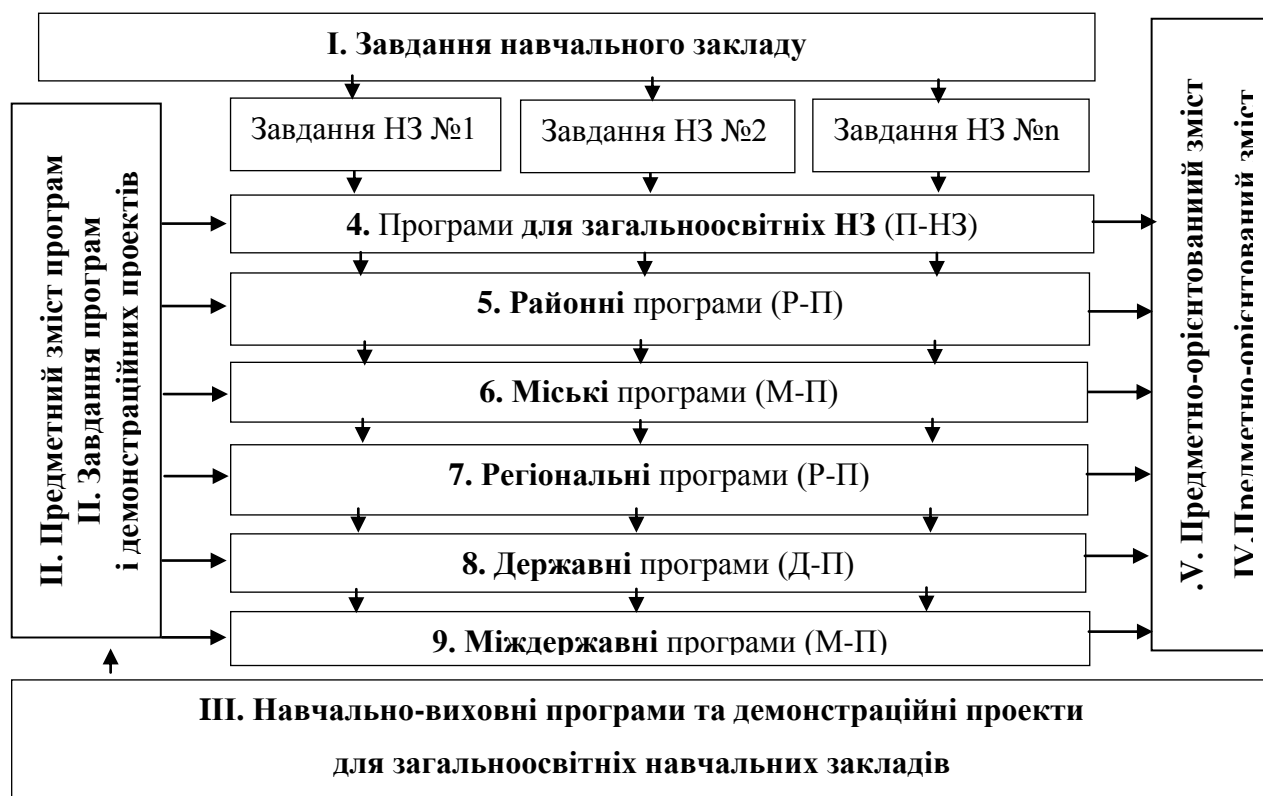 I. Завдання навчального закладу
Завдання НЗ №1
Завдання НЗ №2
Завдання НЗ №n
II. Предметний зміст програм
II. Завдання програм
і демонстраційних проектів
4. Програми для загальноосвітніх НЗ (П-НЗ)
5. Районні програми (Р-П)
6. Міські програми (М-П)
7. Регіональні програми (Р-П)
8. Державні програми (Д-П)
9. Міждержавні програми (М-П)
.V. Предметно-орієнтований зміст
IV.Предметно-орієнтований зміст
III. Навчально-виховні програми та демонстраційні проекти
для загальноосвітніх навчальних закладів